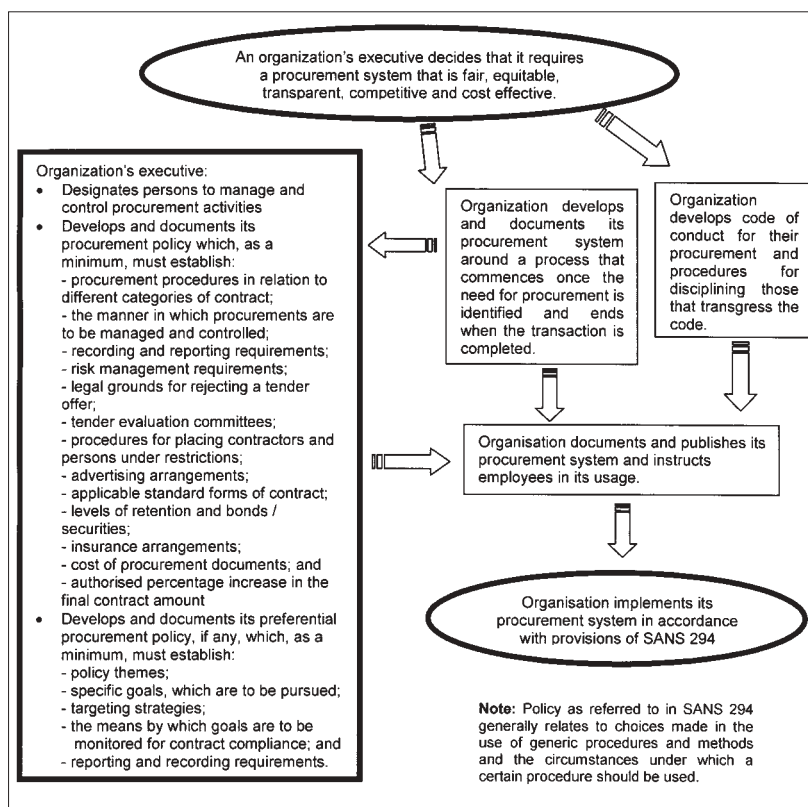 An organization's executive decides that it requires
a procurement system that is fair, equitable,
transparent, competitive and cost effective.
Organization's executive:
• Designates persons to manage and
control procurement activities
• Develops and documents its
procurement policy which, as a
minimum, must establish:
- procurement procedures in relation to
different categories of contract;
- the manner in which procurements are
to be managed and controlled;
- recording and reporting requirements;
- risk management requirements;
- legal grounds for rejecting a tender
offer;
- tender evaluation committees;
- procedures for placing contractors and
persons under restrictions;
- advertising arrangements;
- applicable standard forms of contract;
- levels of retention and bonds /
securities;
- insurance arrangements;
- cost of procurement documents; and
- authorised percentage increase in the
final contract amount
• Develops and documents its preferential
procurement policy, if any, which, as a
minimum, must establish:
- policy themes;
- specific goals, which are to be pursued;
- targeting strategies;
- the means by which goals are to be
monitored for contract compliance; and
- reporting and recording requirements.
Organization develops
and documents its
procurement system
around a process that
commences once the
need for procurement is
identified and ends
when the transaction is
completed.
Organization
develops code of
conduct for their
procurement and
procedures for
disciplining those
that transgress the
code.
Organisation documents and publishes its
procurement system and instructs
employees in its usage.
Organisation implements its
procurement system in accordance
with provisions of SANS 294
Note: Policy as referred to in SANS 294
generally relates to choices made in the
use of generic procedures and methods
and the circumstances under which a
certain procedure should be used.